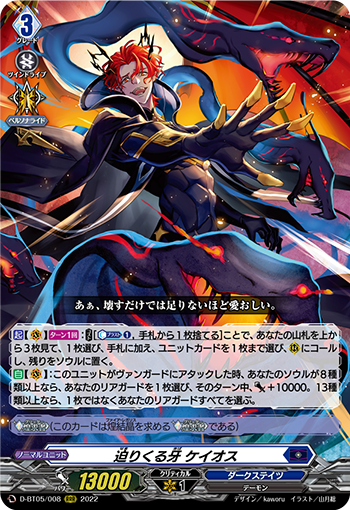 3
グレード
ツインドライブ
ペルソナライド
あぁ、壊すだけでは足りないほど愛おしい。
起【】ターン1回:【ブラスト①, 手札から1枚捨てる】ことで、あなたの山札を上から3枚見て、1枚選び、手札に加え、ユニットカードを1枚まで選び、Rにコールし、残りをソウルに置く。
自【】:このユニットがヴァンガードにアタックした時、あなたのソウルが8種類以上なら、あなたのリアガードを1枚選び、そのターン中、+10000。13種類以上なら、1枚ではなくあなたのリアガードすべてを選ぶ。
(このカードは煌結晶を求める である)
ファイディングス
ノーマルユニット
迫りくる牙 ケイオス
パワー
13000
クリティカル
1
ダークステイツ
デーモン
D-BT05/008 RRR 2022
デザイン/kaworu イラスト/山月総